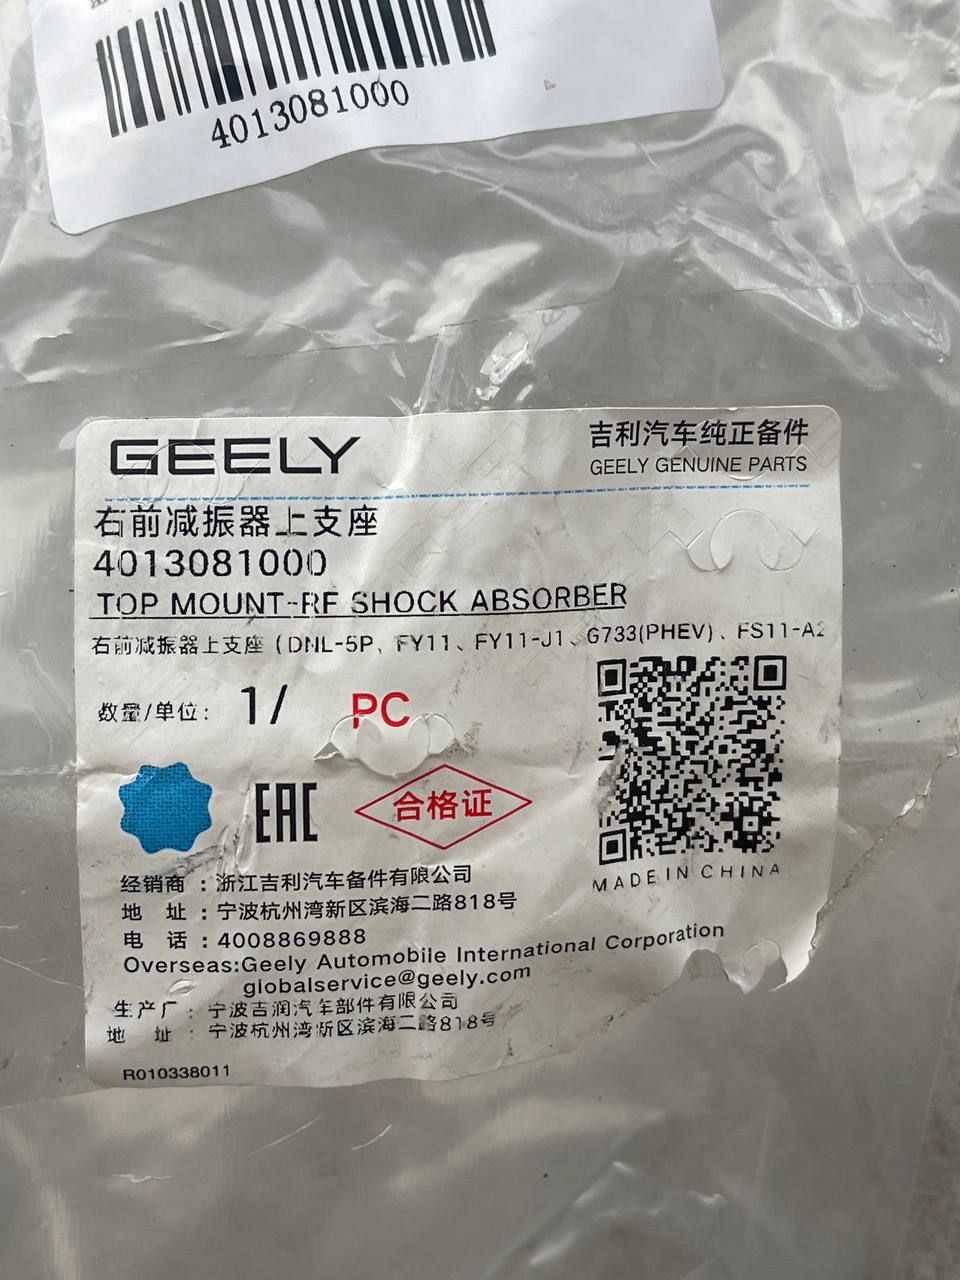 4013081000
GEELY
吉利汽车纯正备件
GEELY GENUINE PARTS
右前减振器上支座
4013081000
TOP MOUNT-RF SHOCK ABSORBER
右前减振器上支座 (DNL-5P、FY11、FY11-J1、G733(PHEV)、FS11-A2
数量/单位: 1/ PC
EAC
合格证
MADE IN CHINA
经销商 : 浙江吉利汽车备件有限公司
地 址 : 宁波杭州湾新区滨海二路818号
电 话 : 4008869888
Overseas:Geely Automobile International Corporation
globalservice@geely.com
生产厂 : 宁波吉润汽车部件有限公司
地 址 : 宁波杭州湾新区滨海二路818号
R010338011